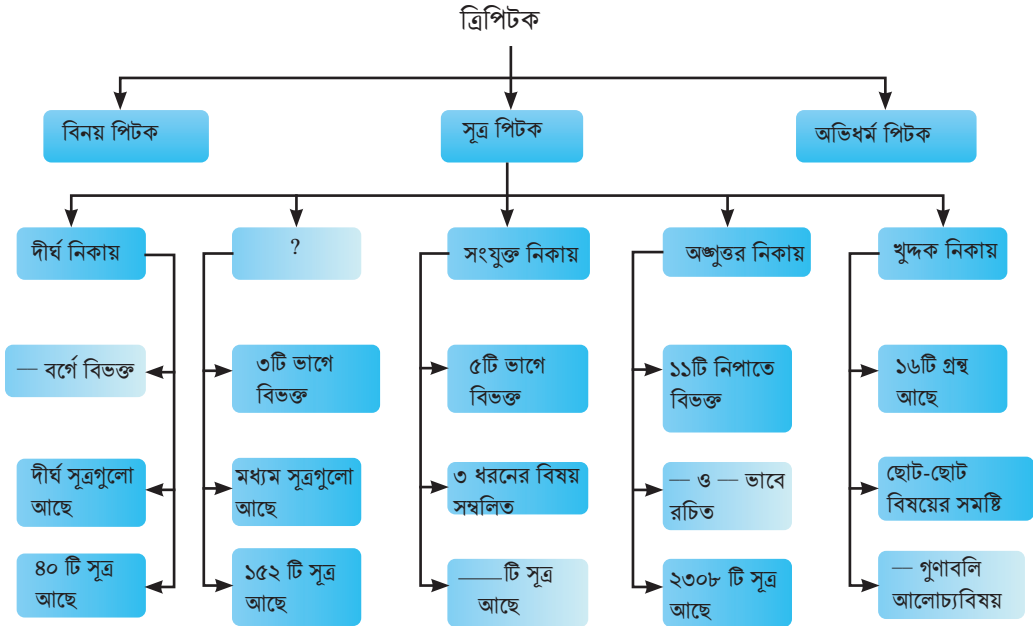 ত্রিপিটক
বিনয় পিটক
সূত্র পিটক
অভিধর্ম পিটক
দীর্ঘ নিকায়
?
সংযুক্ত নিকায়
অঙ্গুত্তর নিকায়
খুদ্দক নিকায়
— বর্গে বিভক্ত
৩টি ভাগে
বিভক্ত
৫টি ভাগে
বিভক্ত
১১টি নিপাতে
বিভক্ত
১৬টি গ্রন্থ
আছে
দীর্ঘ সূত্রগুলো
আছে
মধ্যম সূত্রগুলো
আছে
৩ ধরনের বিষয়
সম্বলিত
— ও — ভাবে
রচিত
ছোট-ছোট
বিষয়ের সমষ্টি
৪০ টি সূত্র
আছে
১৫২ টি সূত্র
আছে
——টি সূত্র
আছে
২৩০৮ টি সূত্র
আছে
— গুণাবলি
আলোচ্যবিষয়